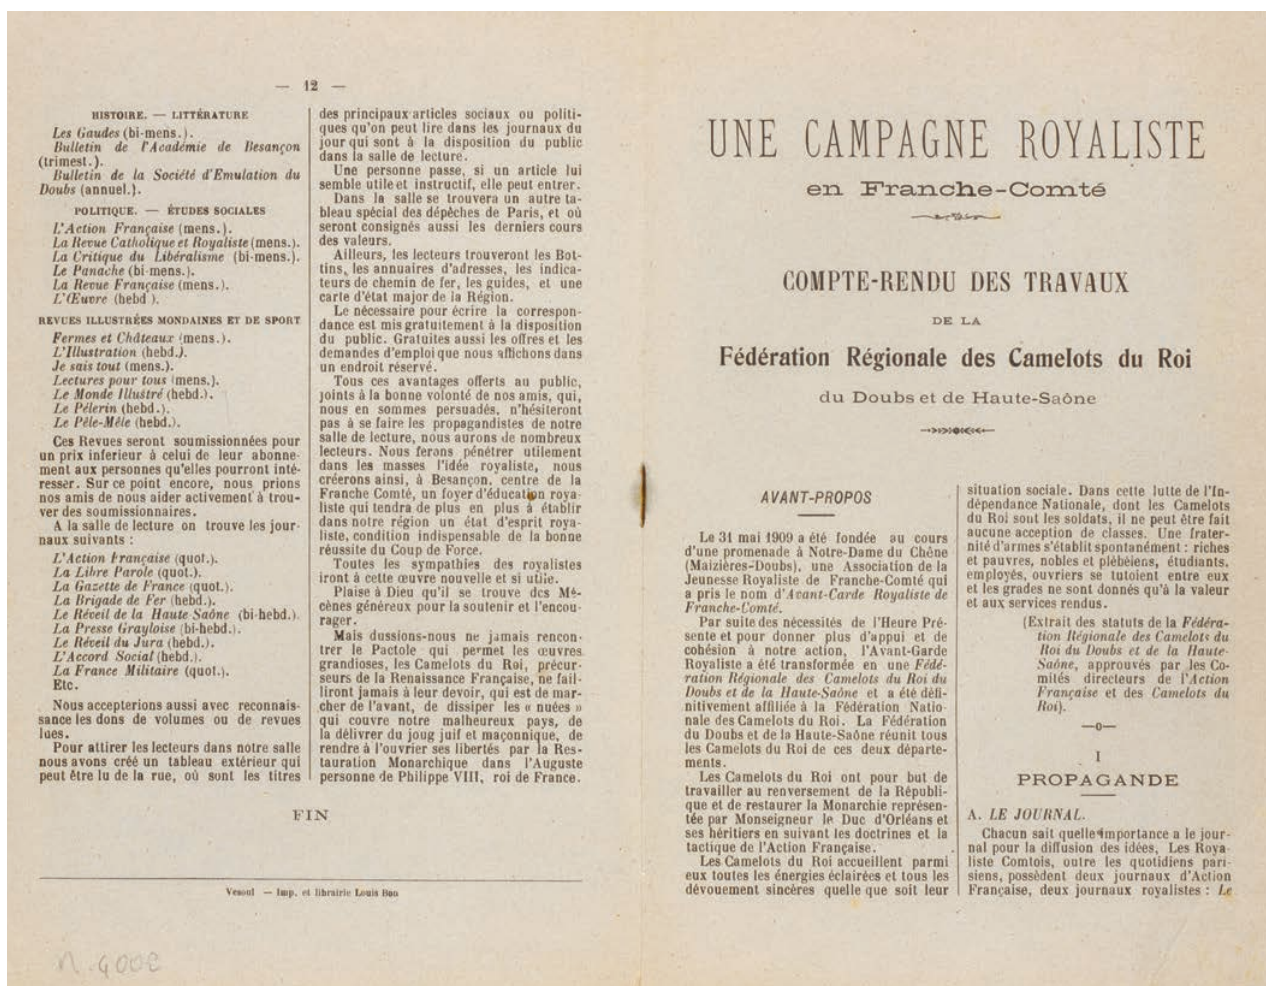 — 12 —
HISTOIRE. — LITTÉRATURE
Les Gaudes (bi-mens.).
Bulletin de l'Académie de Besançon
(trimest.).
Bulletin de la Société d'Emulation du
Doubs (annuel.).
POLITIQUE. — ÉTUDES SOCIALES
L'Action Française (mens.).
La Revue Catholique et Royaliste (mens.).
La Critique du Libéralisme (bi-mens.).
Le Panache (bi-mens.).
La Revue Française (mens.).
L'Œuvre (hebd ).
REVUES ILLUSTRÉES MONDAINES ET DE SPORT
Fermes et Châteaux (mens.).
L'Illustration (hebd.).
Je sais tout (mens.).
Lectures pour tous (mens.).
Le Monde Illustré (hebd.).
Le Pélerin (hebd.).
Le Pêle-Mêle (hebd.).
Ces Revues seront soumissionnées pour
un prix inferieur à celui de leur abonne-
ment aux personnes qu'elles pourront inté-
resser. Sur ce point encore, nous prions
nos amis de nous aider activement à trou-
ver des soumissionnaires.
A la salle de lecture on trouve les jour-
naux suivants :
L'Action Française (quot.).
La Libre Parole (quot.).
La Gazette de France (quot.).
La Brigade de Fer (hebd.).
Le Réveil de la Haute Saône (bi-hebd.).
La Presse Grayloise (bi-hebd.).
Le Réveil du Jura (hebd.).
L'Accord Social (hebd.).
La France Militaire (quot.).
Etc.
Nous accepterions aussi avec reconnais-
sance les dons de volumes ou de revues
lues.
Pour attirer les lecteurs dans notre salle
nous avons créé un tableau extérieur qui
peut être lu de la rue, où sont les titres
des principaux articles sociaux ou politi-
ques qu'on peut lire dans les journaux du
jour qui sont à la disposition du public
dans la salle de lecture.
Une personne passe, si un article lui
semble utile et instructif, elle peut entrer.
Dans la salle se trouvera un autre ta-
bleau spécial des dépêches de Paris, et où
seront consignés aussi les derniers cours
des valeurs.
Ailleurs, les lecteurs trouveront les Bot-
tins, les annuaires d'adresses, les indica-
teurs de chemin de fer, les guides, et une
carte d'état major de la Région.
Le nécessaire pour écrire la correspon-
dance est mis gratuitement à la disposition
du public. Gratuites aussi les offres et les
demandes d'emploi que nous affichons dans
un endroit réservé.
Tous ces avantages offerts au public,
joints à la bonne volonté de nos amis, qui,
nous en sommes persuadés, n'hésiteront
pas à se faire les propagandistes de notre
salle de lecture, nous aurons de nombreux
lecteurs. Nous ferons pénétrer utilement
dans les masses l'idée royaliste, nous
créerons ainsi, à Besançon, centre de la
Franche Comté, un foyer d'éducation roya-
liste qui tendra de plus en plus à établir
dans notre région un état d'esprit roya-
liste, condition indispensable de la bonne
réussite du Coup de Force.
Toutes les sympathies des royalistes
iront à cette œuvre nouvelle et si utile.
Plaise à Dieu qu'il se trouve des Mé-
cènes généreux pour la soutenir et l'encou-
rager.
Mais dussions-nous ne jamais rencon-
trer le Pactole qui permet les œuvres
grandioses, les Camelots du Roi, précur-
seurs de la Renaissance Française, ne fail-
liront jamais à leur devoir, qui est de mar-
cher de l'avant, de dissiper les « nuées »
qui couvre notre malheureux pays, de
la délivrer du joug juif et maçonnique, de
rendre à l'ouvrier ses libertés par la Res-
tauration Monarchique dans l'Auguste
personne de Philippe VIII, roi de France.
FIN
Vesoul — Imp. et librairie Louis Bon
UNE CAMPAGNE ROYALISTE
en Franche-Comté
COMPTE-RENDU DES TRAVAUX
DE LA
Fédération Régionale des Camelots du Roi
du Doubs et de Haute-Saône
AVANT-PROPOS
Le 31 mai 1909 a été fondée au cours
d'une promenade à Notre-Dame du Chêne
(Maizières-Doubs), une Association de la
Jeunesse Royaliste de Franche-Comté qui
a pris le nom d'Avant-Garde Royaliste de
Franche-Comté.
Par suite des nécessités de l'Heure Pré-
sente et pour donner plus d'appui et de
cohésion à notre action, l'Avant-Garde
Royaliste a été transformée en une Fédé-
ration Régionale des Camelots du Roi du
Doubs et de la Haute-Saône et a été défi-
nitivement affiliée à la Fédération Natio-
nale des Camelots du Roi. La Fédération
du Doubs et de la Haute-Saône réunit tous
les Camelots du Roi de ces deux départe-
ments.
Les Camelots du Roi ont pour but de
travailler au renversement de la Républi-
que et de restaurer la Monarchie représen-
tée par Monseigneur le Duc d'Orléans et
ses héritiers en suivant les doctrines et la
tactique de l'Action Française.
Les Camelots du Roi accueillent parmi
eux toutes les énergies éclairées et tous les
dévouement sincères quelle que soit leur
situation sociale. Dans cette lutte de l'In-
dépendance Nationale, dont les Camelots
du Roi sont les soldats, il ne peut être fait
aucune acception de classes. Une frater-
nité d'armes s'établit spontanément : riches
et pauvres, nobles et plébéiens, étudiants,
employés, ouvriers se tutoient entre eux
et les grades ne sont donnés qu'à la valeur
et aux services rendus.
(Extrait des statuts de la Fédéra-
tion Régionale des Camelots du
Roi du Doubs et de la Haute-
Saône, approuvés par les Co-
mités directeurs de l'Action
Française et des Camelots du
Roi).
—o—
I
PROPAGANDE
A. LE JOURNAL.
Chacun sait quelle importance a le jour-
nal pour la diffusion des idées, Les Roya-
liste Comtois, outre les quotidiens pari-
siens, possèdent deux journaux d'Action
Française, deux journaux royalistes : Le